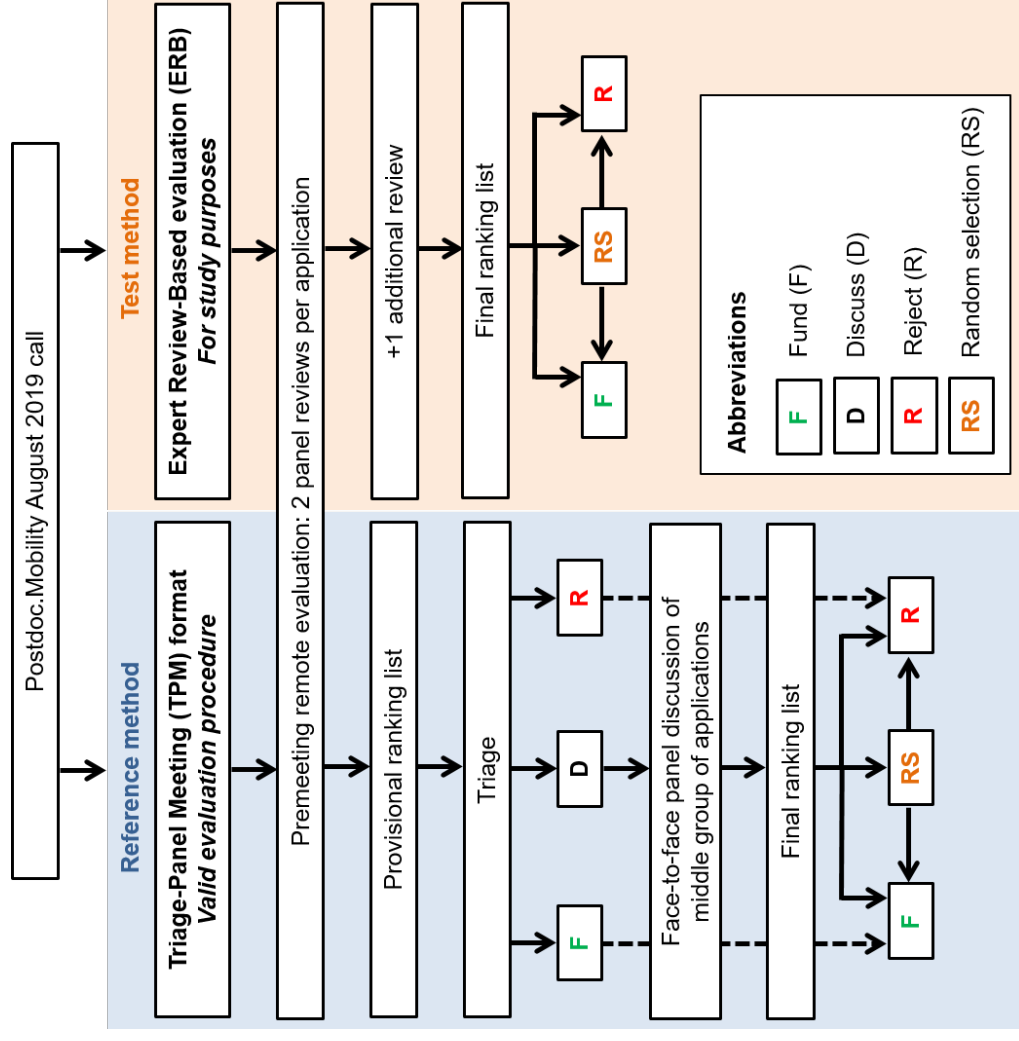 Postdoc.Mobility August 2019 call
Reference method
Triage-Panel Meeting (TPM) format
Valid evaluation procedure
Test method
Expert Review-Based evaluation (ERB)
For study purposes
Premeeting remote evaluation: 2 panel reviews per application
Provisional ranking list
Triage
F
D
R
Face-to-face panel discussion of
middle group of applications
Final ranking list
F
RS
R
+1 additional review
Final ranking list
F
RS
R
Abbreviations
F Fund (F)
D Discuss (D)
R Reject (R)
RS Random selection (RS)